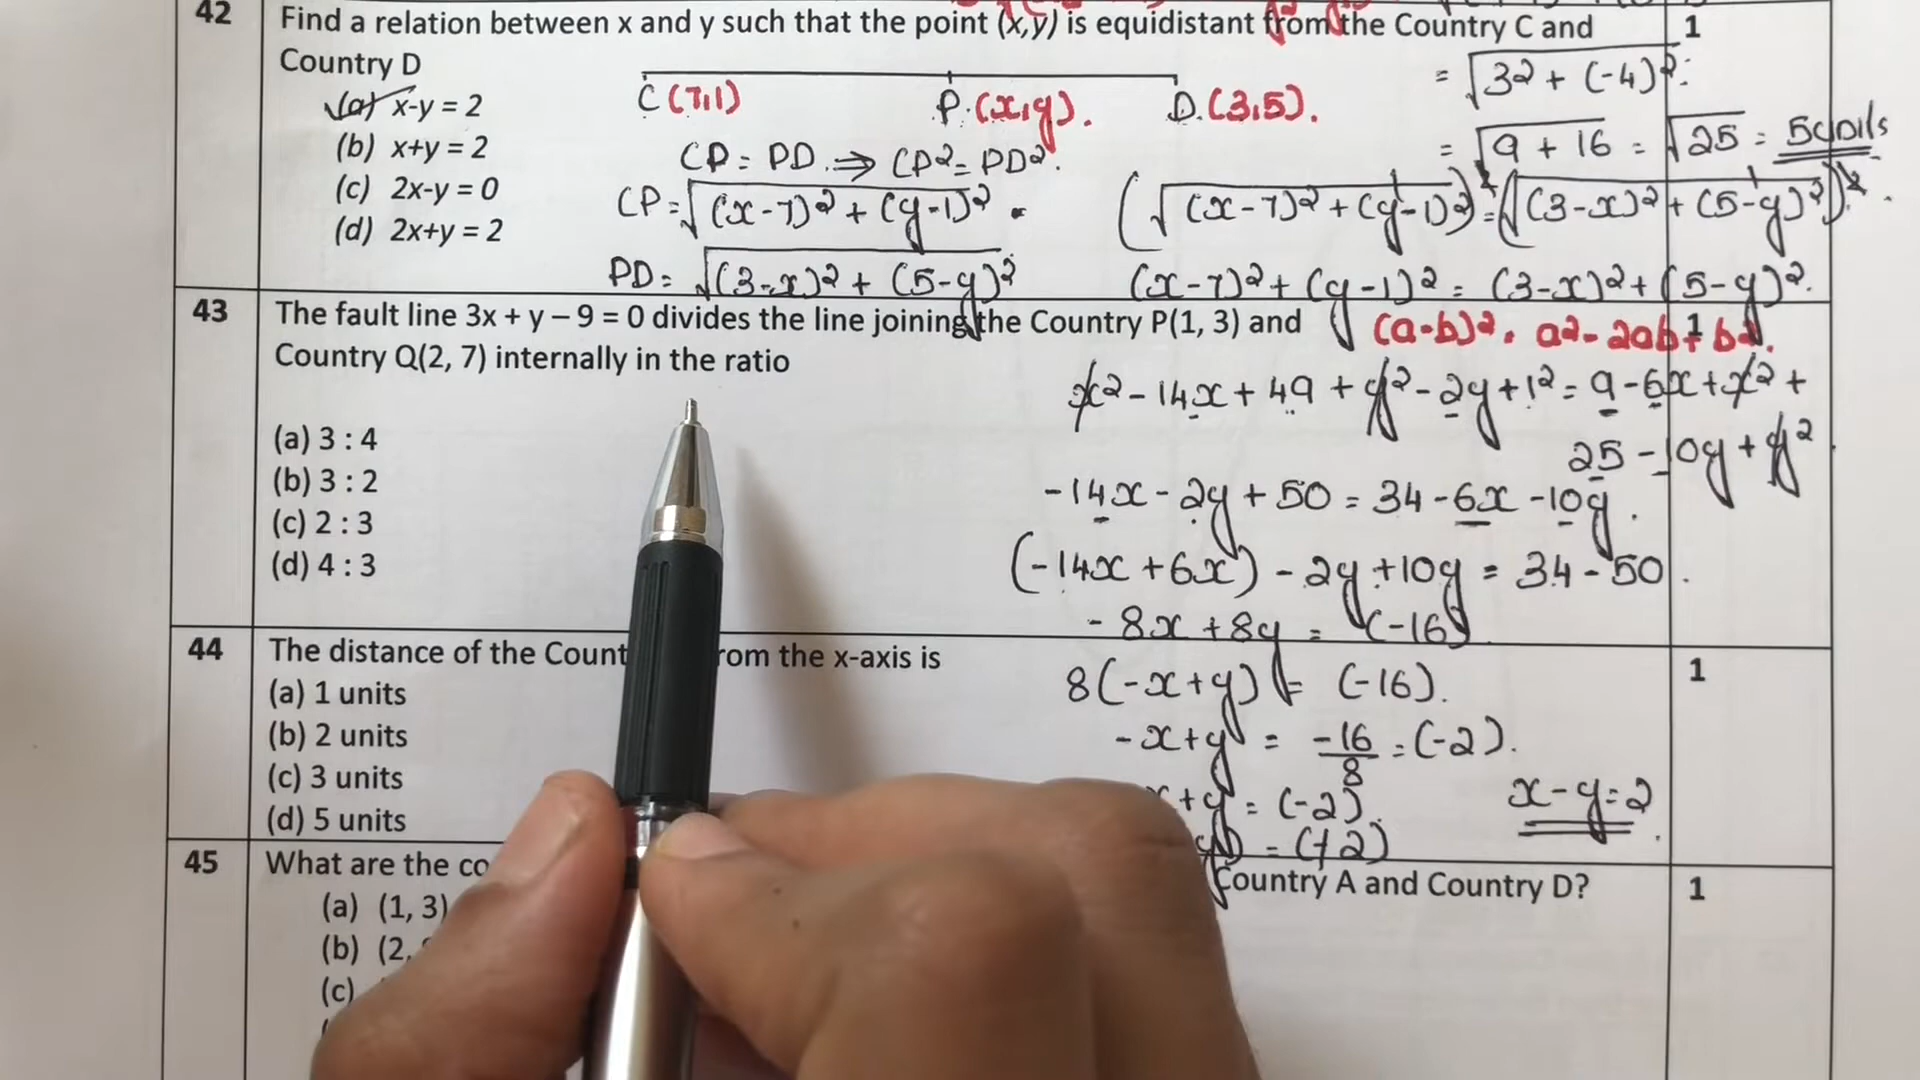 42 Find a relation between x and y such that the point (x,y) is equidistant from the Country C and 1
Country D
(a) x-y = 2
(b) x+y = 2
(c) 2x-y = 0
(d) 2x+y = 2
C (7,1) P. (x,y). D. (3,5).
CP = PD. ⇒ CP² = PD².
CP = √(x-7)² + (y-1)²
PD = √(3-x)² + (5-y)²
= √3² + (-4)²
= √9 + 16 = √25 = 5units
(√(x-7)² + (y-1)²)² = (√(3-x)² + (5-y)²)².
(x-7)² + (y-1)² = (3-x)² + (5-y)².
43 The fault line 3x + y – 9 = 0 divides the line joining the Country P(1, 3) and 1
Country Q(2, 7) internally in the ratio
(a) 3 : 4
(b) 3 : 2
(c) 2 : 3
(d) 4 : 3
(a-b)² = a² - 2ab + b².
x² - 14x + 49 + y² - 2y + 1² = 9 - 6x + x² +
25 - 10y + y²
-14x - 2y + 50 = 34 - 6x - 10y.
(-14x + 6x) - 2y + 10y = 34 - 50.
- 8x + 8y = (-16)
44 The distance of the Count rom the x-axis is 1
(a) 1 units
(b) 2 units
(c) 3 units
(d) 5 units
8(-x+y) = (-16).
-x+y = -16/8 = (-2).
x+y = (-2).
= (+2)
x - y = 2
45 What are the co Country A and Country D? 1
(a) (1, 3)
(b) (2,
(c)